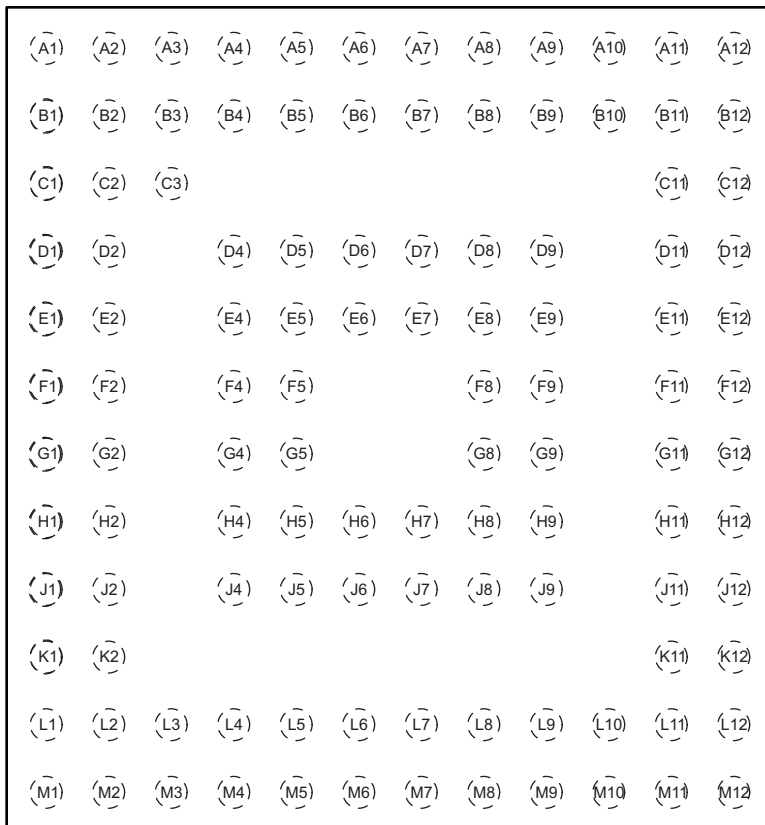 A1 A2 A3 A4 A5 A6 A7 A8 A9 A10 A11 A12
B1 B2 B3 B4 B5 B6 B7 B8 B9 B10 B11 B12
C1 C2 C3 C11 C12
D1 D2 D4 D5 D6 D7 D8 D9 D11 D12
E1 E2 E4 E5 E6 E7 E8 E9 E11 E12
F1 F2 F4 F5 F8 F9 F11 F12
G1 G2 G4 G5 G8 G9 G11 G12
H1 H2 H4 H5 H6 H7 H8 H9 H11 H12
J1 J2 J4 J5 J6 J7 J8 J9 J11 J12
K1 K2 K11 K12
L1 L2 L3 L4 L5 L6 L7 L8 L9 L10 L11 L12
M1 M2 M3 M4 M5 M6 M7 M8 M9 M10 M11 M12